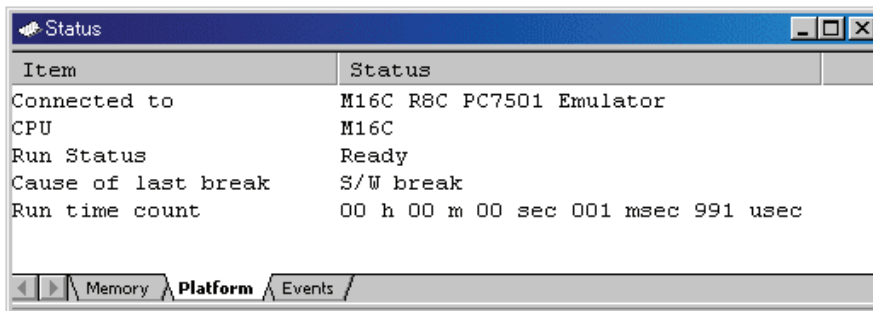 Status
Item Status
Connected to M16C R8C PC7501 Emulator
CPU M16C
Run Status Ready
Cause of last break S/W break
Run time count 00 h 00 m 00 sec 001 msec 991 usec
Memory Platform Events